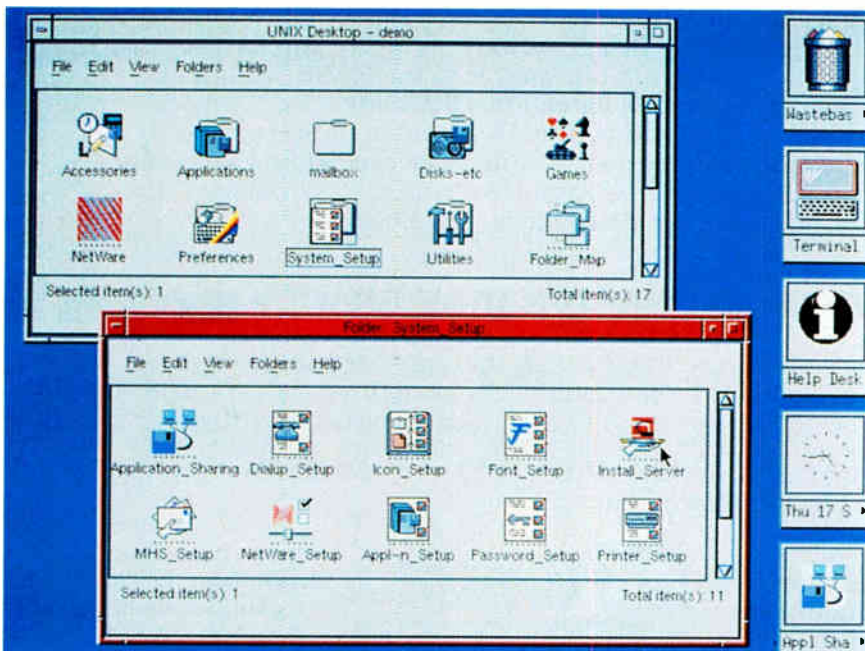 UNIX Desktop - demo
File Edit View Folders Help
Accessories Applications mailbox Disks-etc Games
NetWare Preferences System_Setup Utilities Folder_Map
Selected item(s): 1 Total item(s): 17
Folder: System_Setup
File Edit View Folders Help
Application_Sharing Dialup_Setup Icon_Setup Font_Setup Install_Server
MHS_Setup NetWare_Setup Appl-n_Setup Password_Setup Printer_Setup
Selected item(s): 1 Total item(s): 11
Wastebas
Terminal
Help Desk
Thu 17 S
Appl Sha